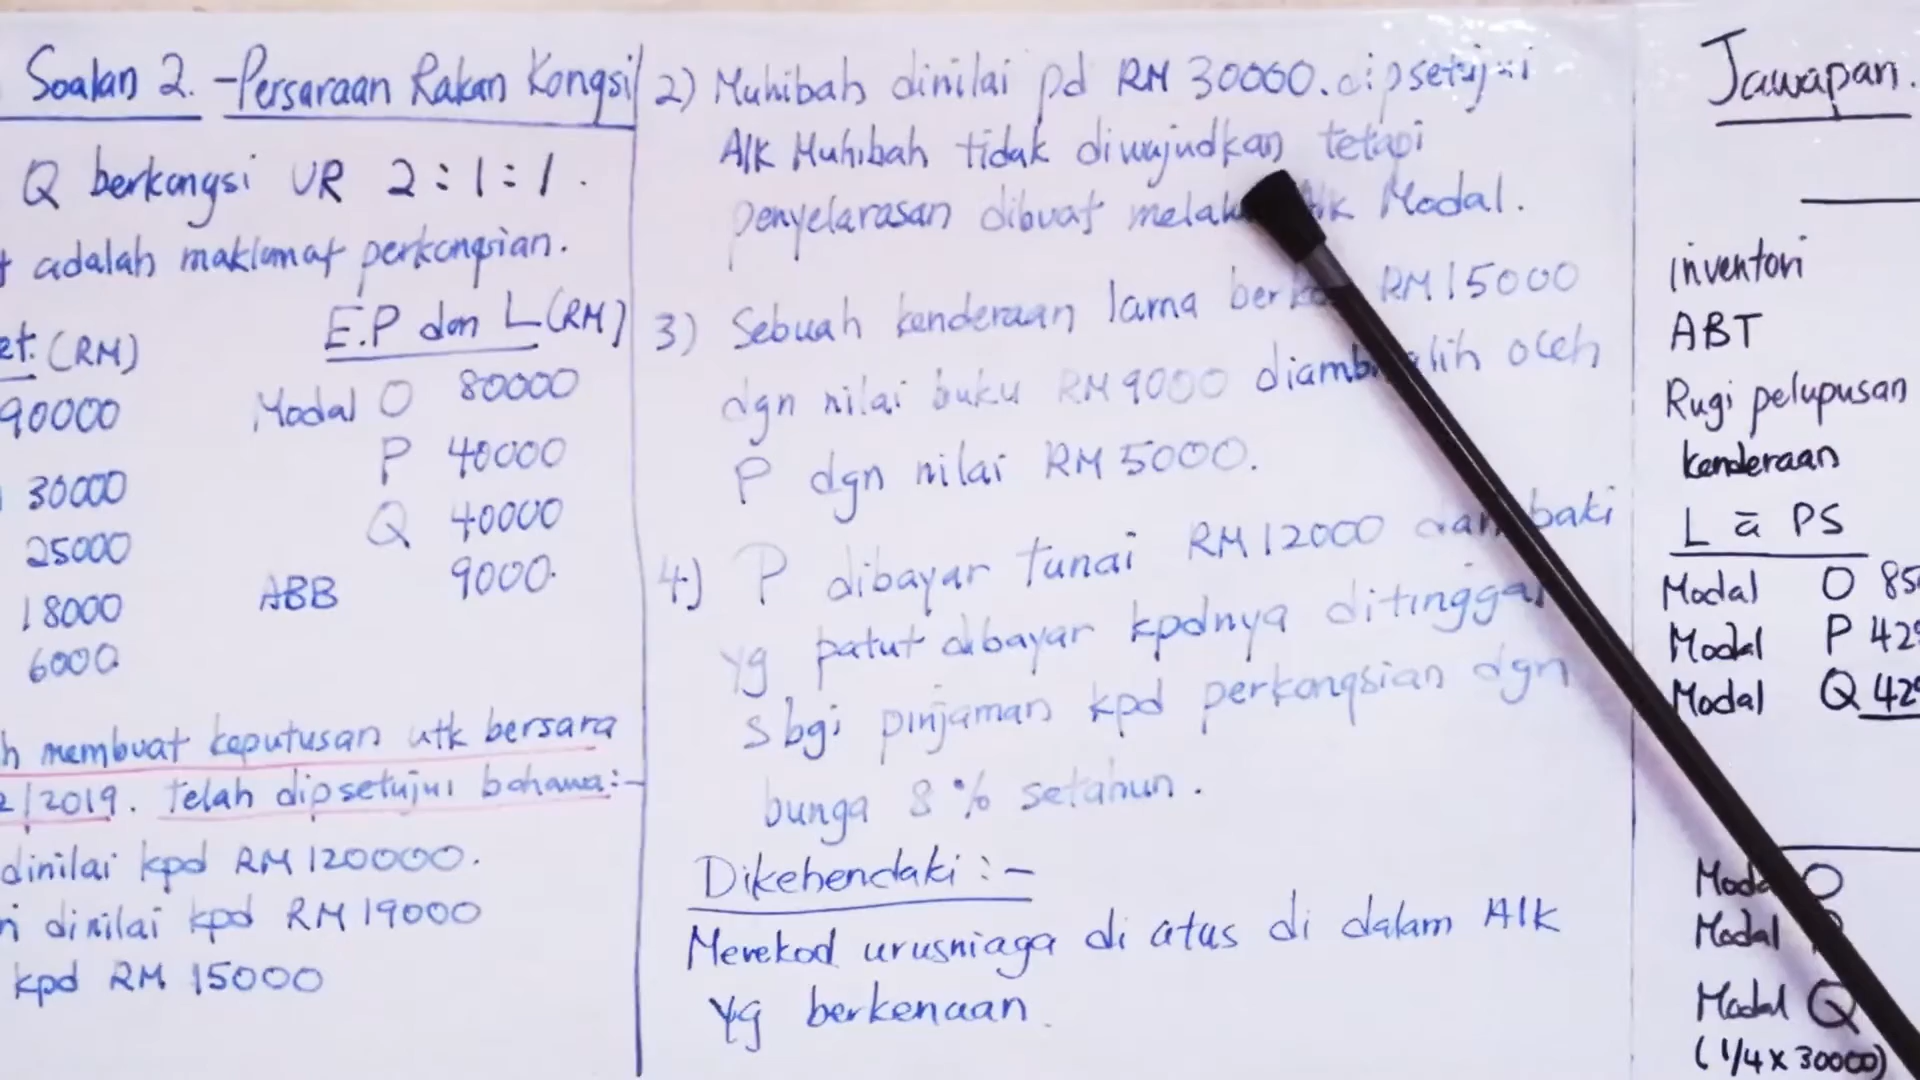 Soalan 2. -Persaraan Rakan Kongsi
Q berkongsi UR 2:1:1.
adalah maklumat perkongsian.
et. (RM)
E.P dan L (RM)
90000
Modal O 80000
30000
P 40000
25000
Q 40000
18000
ABB 9000.
6000
h membuat keputusan utk bersara
2/2019. Telah dipsetujui bahawa:-
dinilai kpd RM 120000.
i dinilai kpd RM 19000
kpd RM 15000
2) Muhibah dinilai pd RM 30000. dipsetujui
A/K Muhibah tidak diwujudkan tetapi
penyelarasan dibuat A/K Modal.
3) Sebuah kenderaan lama RM 15000
dgn nilai buku RM 9000 oleh
P dgn nilai RM 5000.
4) P dibayar tunai RM 12000 dan baki
yg patut dibayar kpdnya
sbgi pinjaman kpd perkongsian dgn
bunga 8% setahun.
Dikehendaki :-
Merekod urusniaga di atas di dalam A/K
yg berkenaan.
Jawapan.
inventori
ABT
Rugi pelupusan
kenderaan
L ā PS
Modal O 85
Modal P 429
Modal Q 429
Modal O
Modal
Modal Q
(1/4 x 30000)